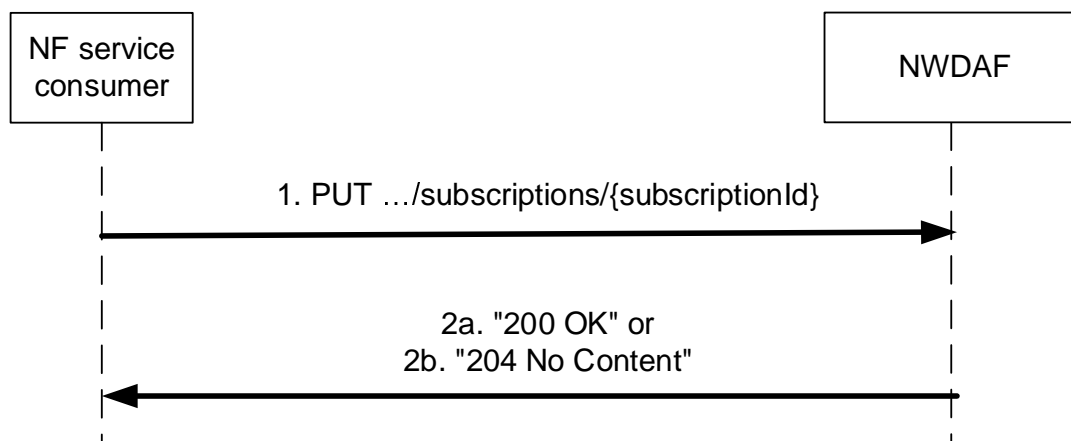 NF service
consumer
NWDAF
1. PUT …/subscriptions/{subscriptionId}
2a. "200 OK" or
2b. "204 No Content"